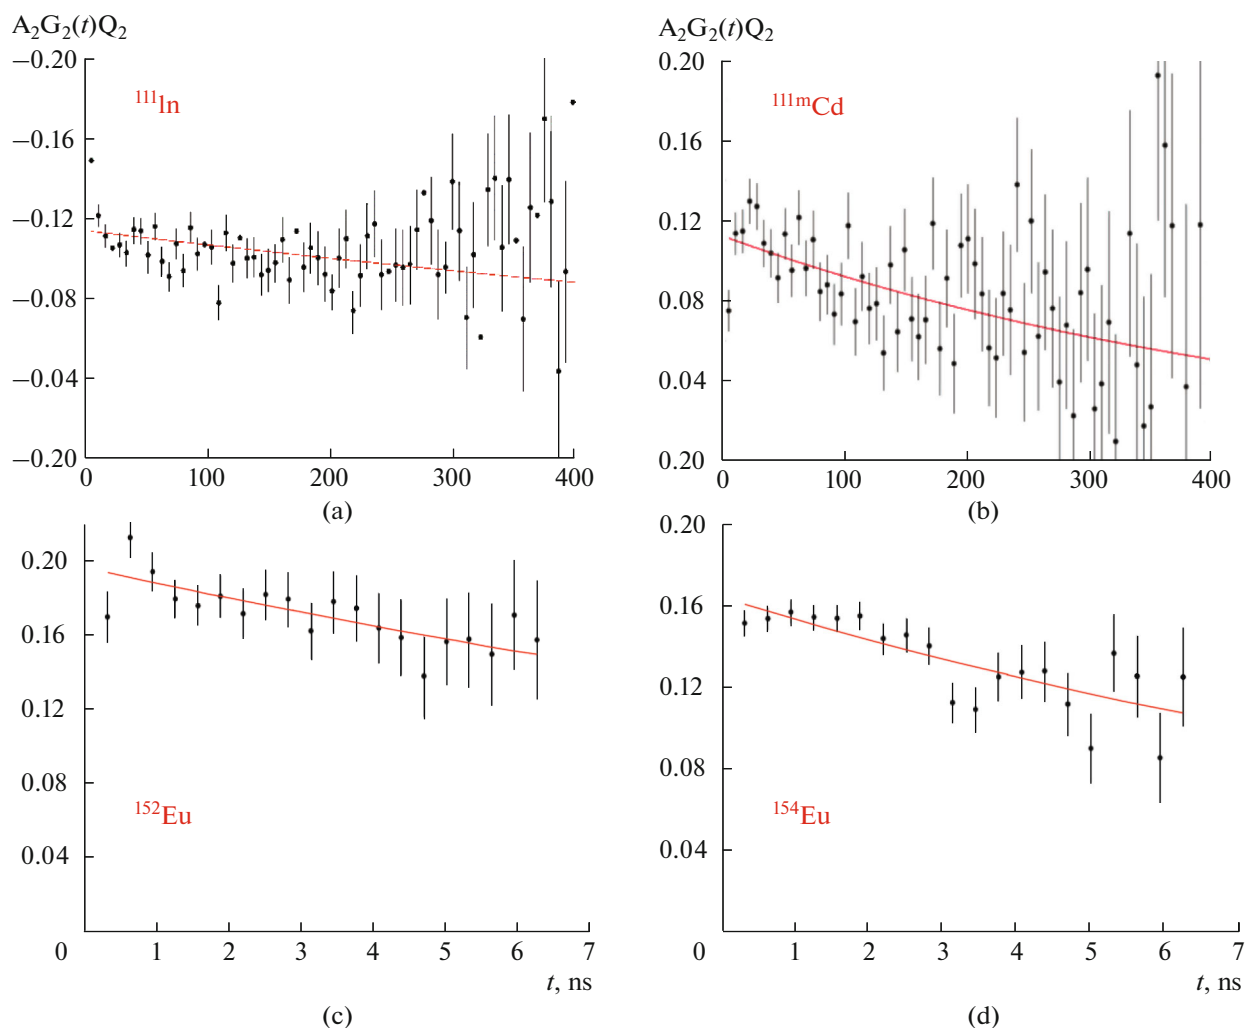 A₂G₂(t)Q₂
–0.20
¹¹¹In
–0.16
–0.12
–0.08
–0.04
–0.20
0 100 200 300 400
(a)
A₂G₂(t)Q₂
0.20
¹¹¹ᵐCd
0.16
0.12
0.08
0.04
0.20
0 100 200 300 400
(b)
0.20
0.16
0.12
¹⁵²Eu
0.08
0.04
0 1 2 3 4 5 6 7
t, ns
(c)
0.20
0.16
0.12
¹⁵⁴Eu
0.08
0.04
0 1 2 3 4 5 6 7
t, ns
(d)